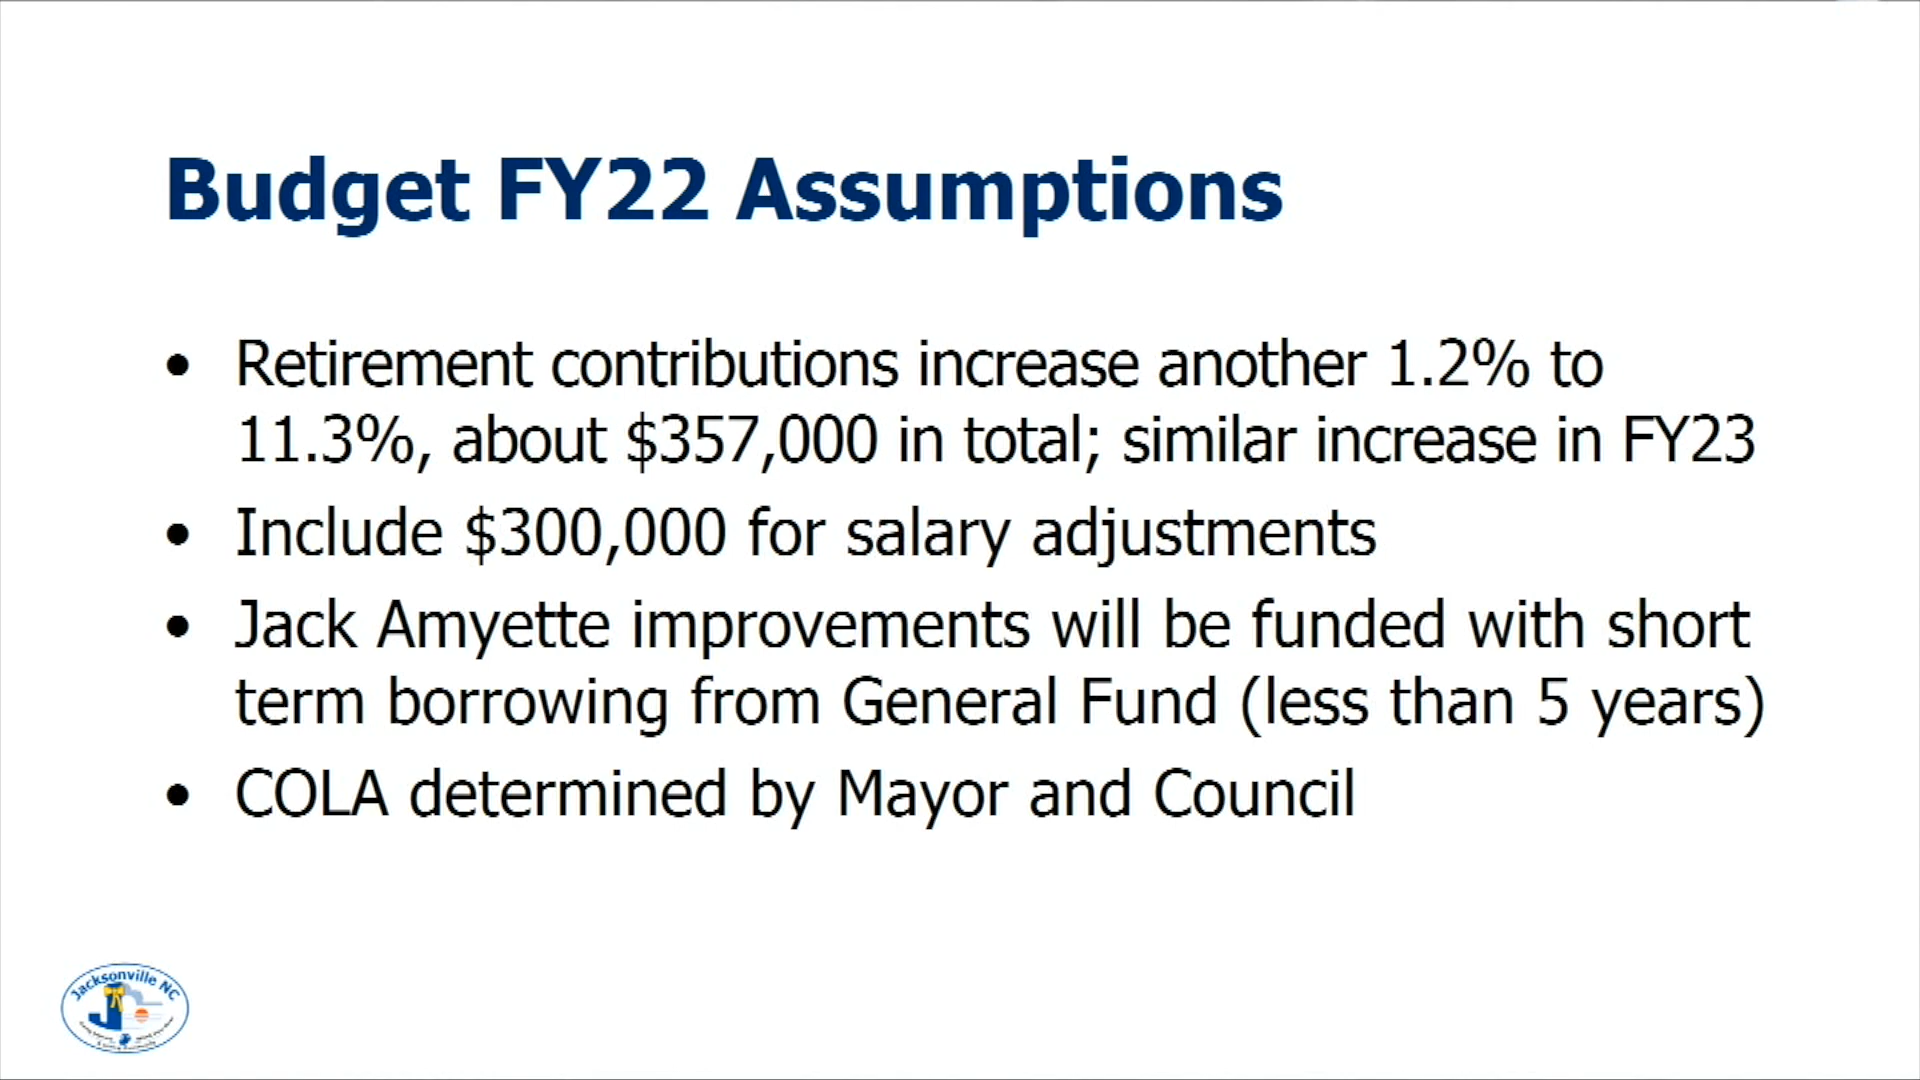 Budget FY22 Assumptions
• Retirement contributions increase another 1.2% to
11.3%, about $357,000 in total; similar increase in FY23
• Include $300,000 for salary adjustments
• Jack Amyette improvements will be funded with short
term borrowing from General Fund (less than 5 years)
• COLA determined by Mayor and Council
Jacksonville NC